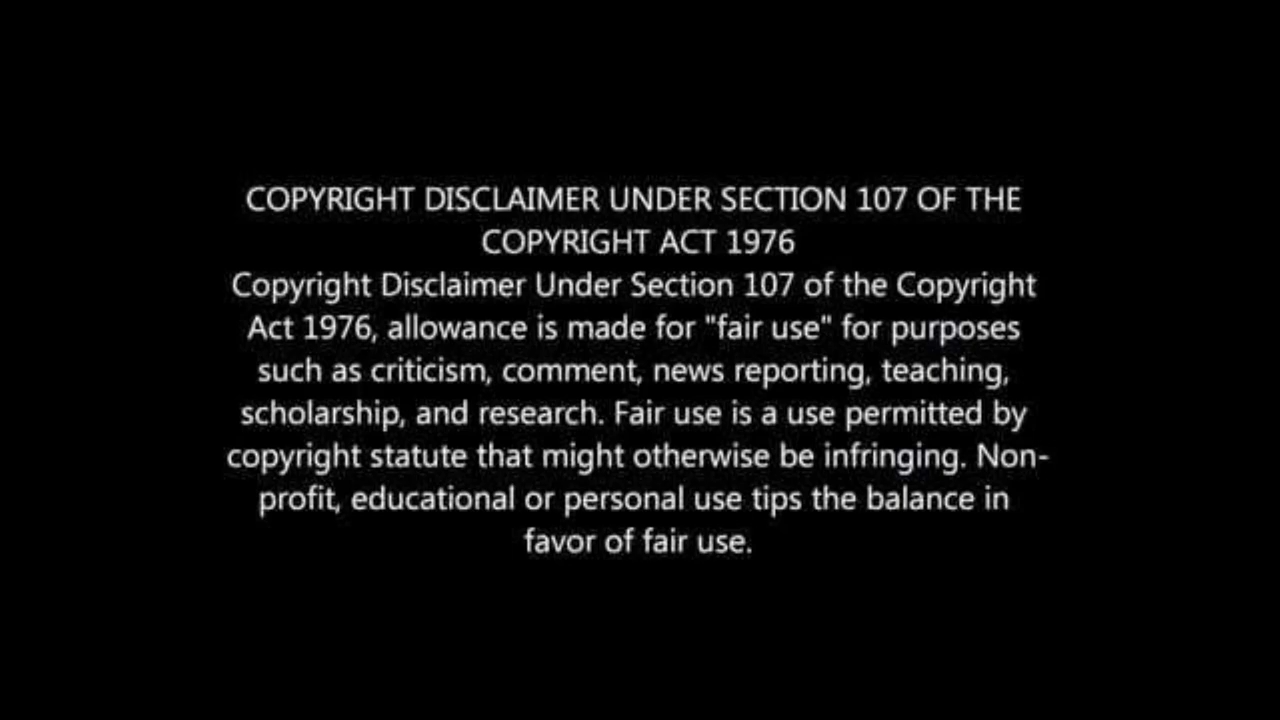 COPYRIGHT DISCLAIMER UNDER SECTION 107 OF THE
COPYRIGHT ACT 1976
Copyright Disclaimer Under Section 107 of the Copyright
Act 1976, allowance is made for "fair use" for purposes
such as criticism, comment, news reporting, teaching,
scholarship, and research. Fair use is a use permitted by
copyright statute that might otherwise be infringing. Non-
profit, educational or personal use tips the balance in
favor of fair use.